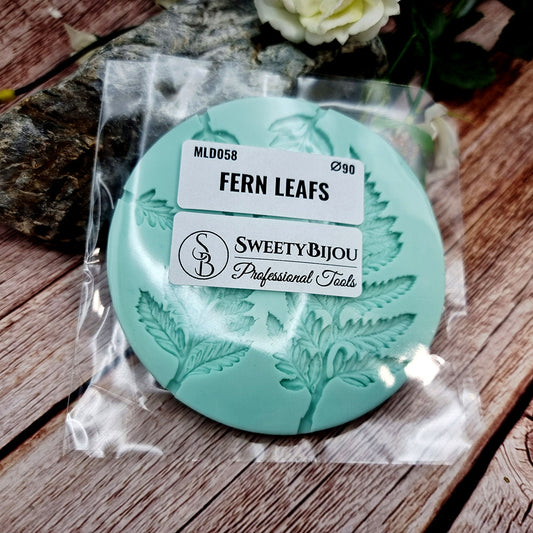 MLD058 Ø90
FERN LEAFS
SB
SWEETYBIJOU
Professional Tools